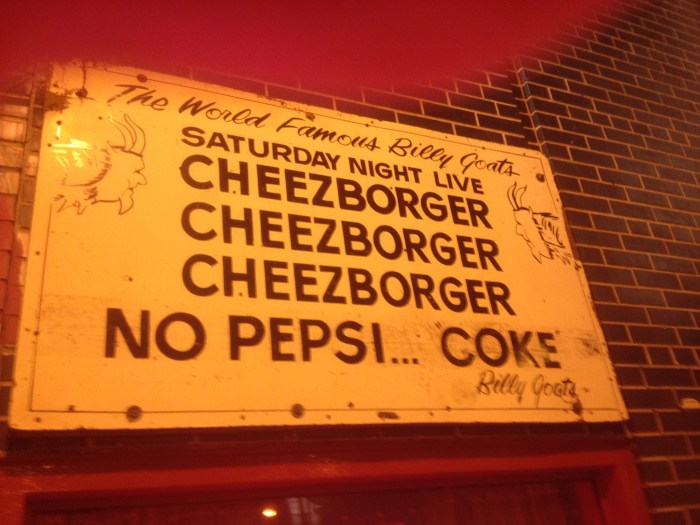 The World Famous Billy Goats
SATURDAY NIGHT LIVE
CHEEZBORGER
CHEEZBORGER
CHEEZBORGER
NO PEPSI... "COKE"
Billy Goats